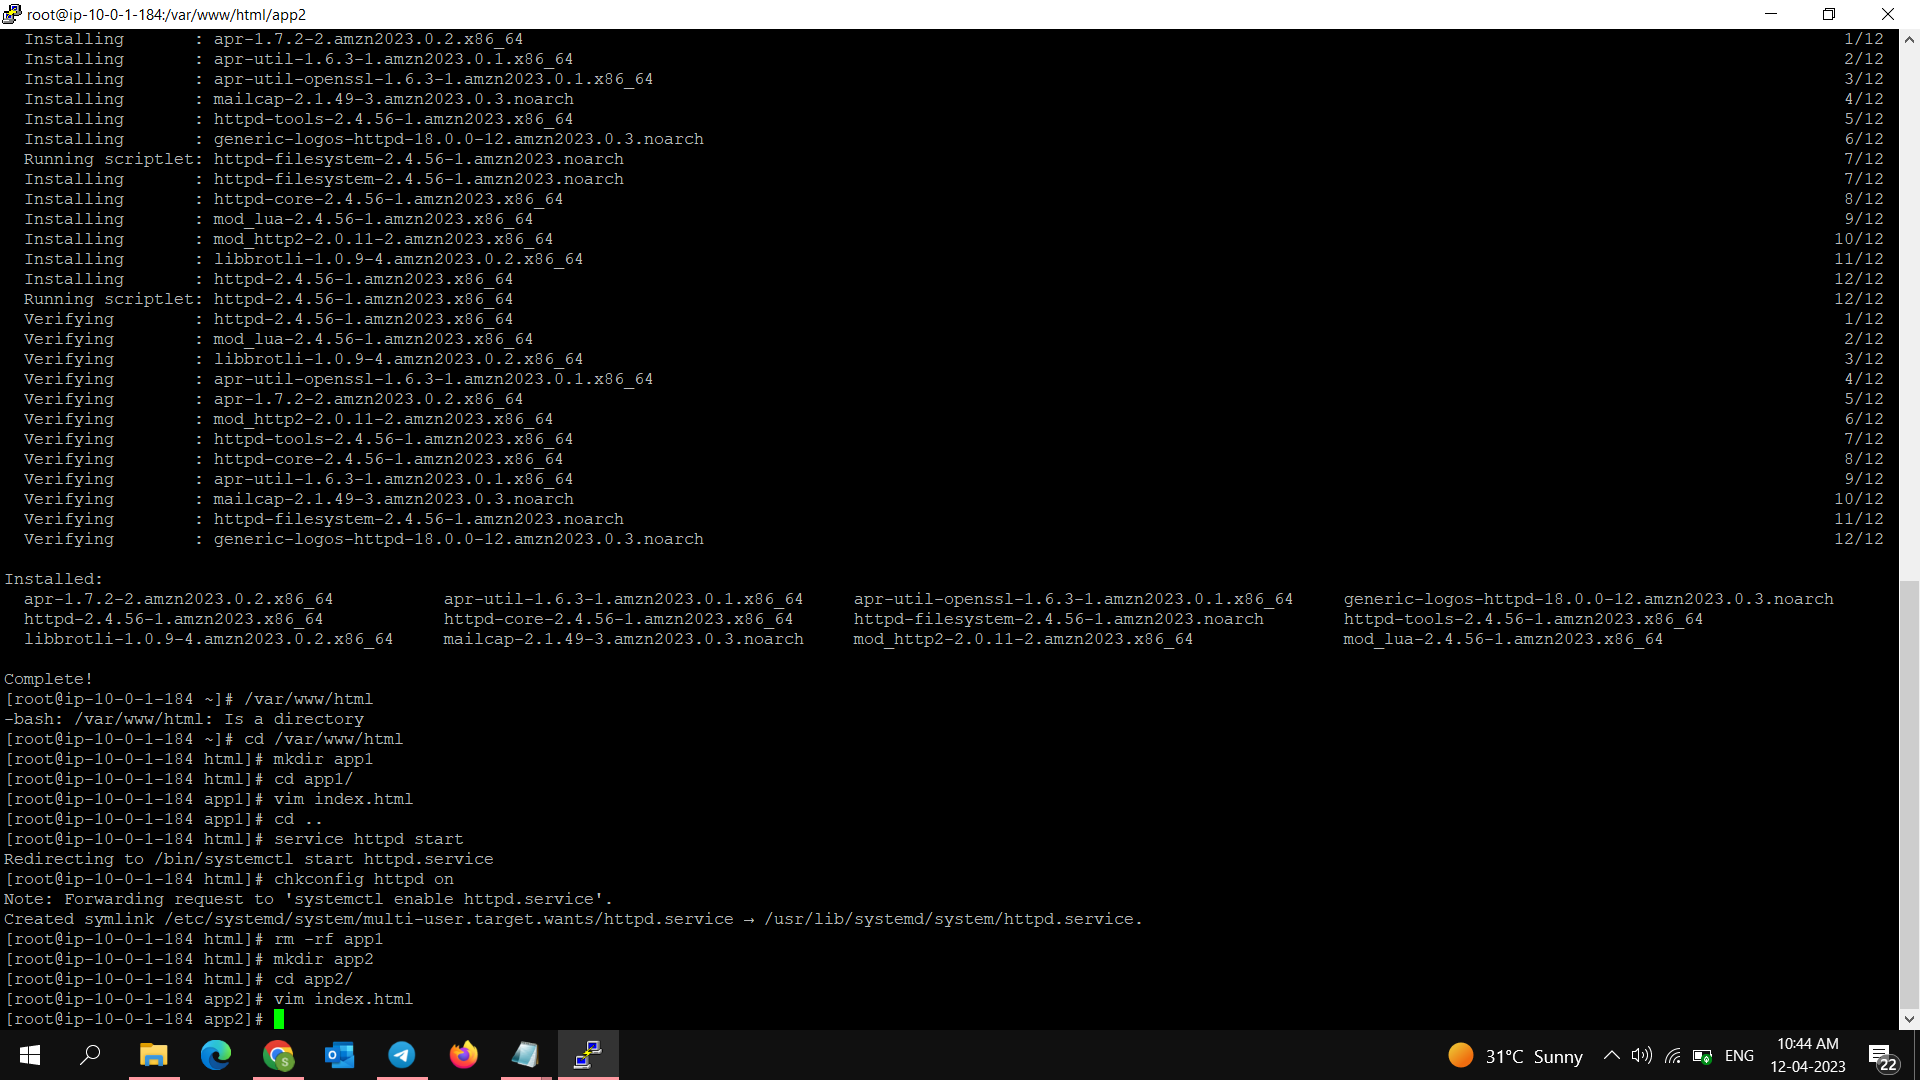 root@ip-10-0-1-184:/var/www/html/app2
Installing : apr-1.7.2-2.amzn2023.0.2.x86_64 1/12
Installing : apr-util-1.6.3-1.amzn2023.0.1.x86_64 2/12
Installing : apr-util-openssl-1.6.3-1.amzn2023.0.1.x86_64 3/12
Installing : mailcap-2.1.49-3.amzn2023.0.3.noarch 4/12
Installing : httpd-tools-2.4.56-1.amzn2023.x86_64 5/12
Installing : generic-logos-httpd-18.0.0-12.amzn2023.0.3.noarch 6/12
Running scriptlet: httpd-filesystem-2.4.56-1.amzn2023.noarch 7/12
Installing : httpd-filesystem-2.4.56-1.amzn2023.noarch 7/12
Installing : httpd-core-2.4.56-1.amzn2023.x86_64 8/12
Installing : mod_lua-2.4.56-1.amzn2023.x86_64 9/12
Installing : mod_http2-2.0.11-2.amzn2023.x86_64 10/12
Installing : libbrotli-1.0.9-4.amzn2023.0.2.x86_64 11/12
Installing : httpd-2.4.56-1.amzn2023.x86_64 12/12
Running scriptlet: httpd-2.4.56-1.amzn2023.x86_64 12/12
Verifying : httpd-2.4.56-1.amzn2023.x86_64 1/12
Verifying : mod_lua-2.4.56-1.amzn2023.x86_64 2/12
Verifying : libbrotli-1.0.9-4.amzn2023.0.2.x86_64 3/12
Verifying : apr-util-openssl-1.6.3-1.amzn2023.0.1.x86_64 4/12
Verifying : apr-1.7.2-2.amzn2023.0.2.x86_64 5/12
Verifying : mod_http2-2.0.11-2.amzn2023.x86_64 6/12
Verifying : httpd-tools-2.4.56-1.amzn2023.x86_64 7/12
Verifying : httpd-core-2.4.56-1.amzn2023.x86_64 8/12
Verifying : apr-util-1.6.3-1.amzn2023.0.1.x86_64 9/12
Verifying : mailcap-2.1.49-3.amzn2023.0.3.noarch 10/12
Verifying : httpd-filesystem-2.4.56-1.amzn2023.noarch 11/12
Verifying : generic-logos-httpd-18.0.0-12.amzn2023.0.3.noarch 12/12
Installed:
apr-1.7.2-2.amzn2023.0.2.x86_64 apr-util-1.6.3-1.amzn2023.0.1.x86_64 apr-util-openssl-1.6.3-1.amzn2023.0.1.x86_64 generic-logos-httpd-18.0.0-12.amzn2023.0.3.noarch
httpd-2.4.56-1.amzn2023.x86_64 httpd-core-2.4.56-1.amzn2023.x86_64 httpd-filesystem-2.4.56-1.amzn2023.noarch httpd-tools-2.4.56-1.amzn2023.x86_64
libbrotli-1.0.9-4.amzn2023.0.2.x86_64 mailcap-2.1.49-3.amzn2023.0.3.noarch mod_http2-2.0.11-2.amzn2023.x86_64 mod_lua-2.4.56-1.amzn2023.x86_64
Complete!
[root@ip-10-0-1-184 ~]# /var/www/html
-bash: /var/www/html: Is a directory
[root@ip-10-0-1-184 ~]# cd /var/www/html
[root@ip-10-0-1-184 html]# mkdir app1
[root@ip-10-0-1-184 html]# cd app1/
[root@ip-10-0-1-184 app1]# vim index.html
[root@ip-10-0-1-184 app1]# cd ..
[root@ip-10-0-1-184 html]# service httpd start
Redirecting to /bin/systemctl start httpd.service
[root@ip-10-0-1-184 html]# chkconfig httpd on
Note: Forwarding request to 'systemctl enable httpd.service'.
Created symlink /etc/systemd/system/multi-user.target.wants/httpd.service → /usr/lib/systemd/system/httpd.service.
[root@ip-10-0-1-184 html]# rm -rf app1
[root@ip-10-0-1-184 html]# mkdir app2
[root@ip-10-0-1-184 html]# cd app2/
[root@ip-10-0-1-184 app2]# vim index.html
[root@ip-10-0-1-184 app2]#
31°C Sunny ENG 10:44 AM
12-04-2023 22